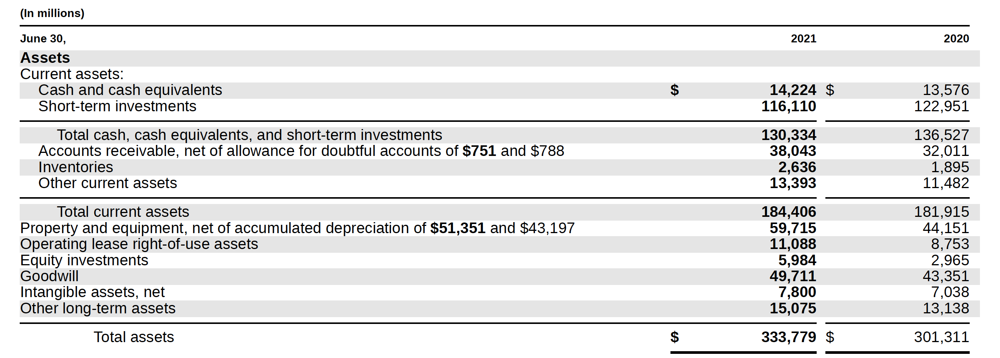 (In millions)
June 30, 2021 2020
Assets
Current assets:
Cash and cash equivalents $ 14,224 $ 13,576
Short-term investments 116,110 122,951
Total cash, cash equivalents, and short-term investments 130,334 136,527
Accounts receivable, net of allowance for doubtful accounts of $751 and $788 38,043 32,011
Inventories 2,636 1,895
Other current assets 13,393 11,482
Total current assets 184,406 181,915
Property and equipment, net of accumulated depreciation of $51,351 and $43,197 59,715 44,151
Operating lease right-of-use assets 11,088 8,753
Equity investments 5,984 2,965
Goodwill 49,711 43,351
Intangible assets, net 7,800 7,038
Other long-term assets 15,075 13,138
Total assets $ 333,779 $ 301,311